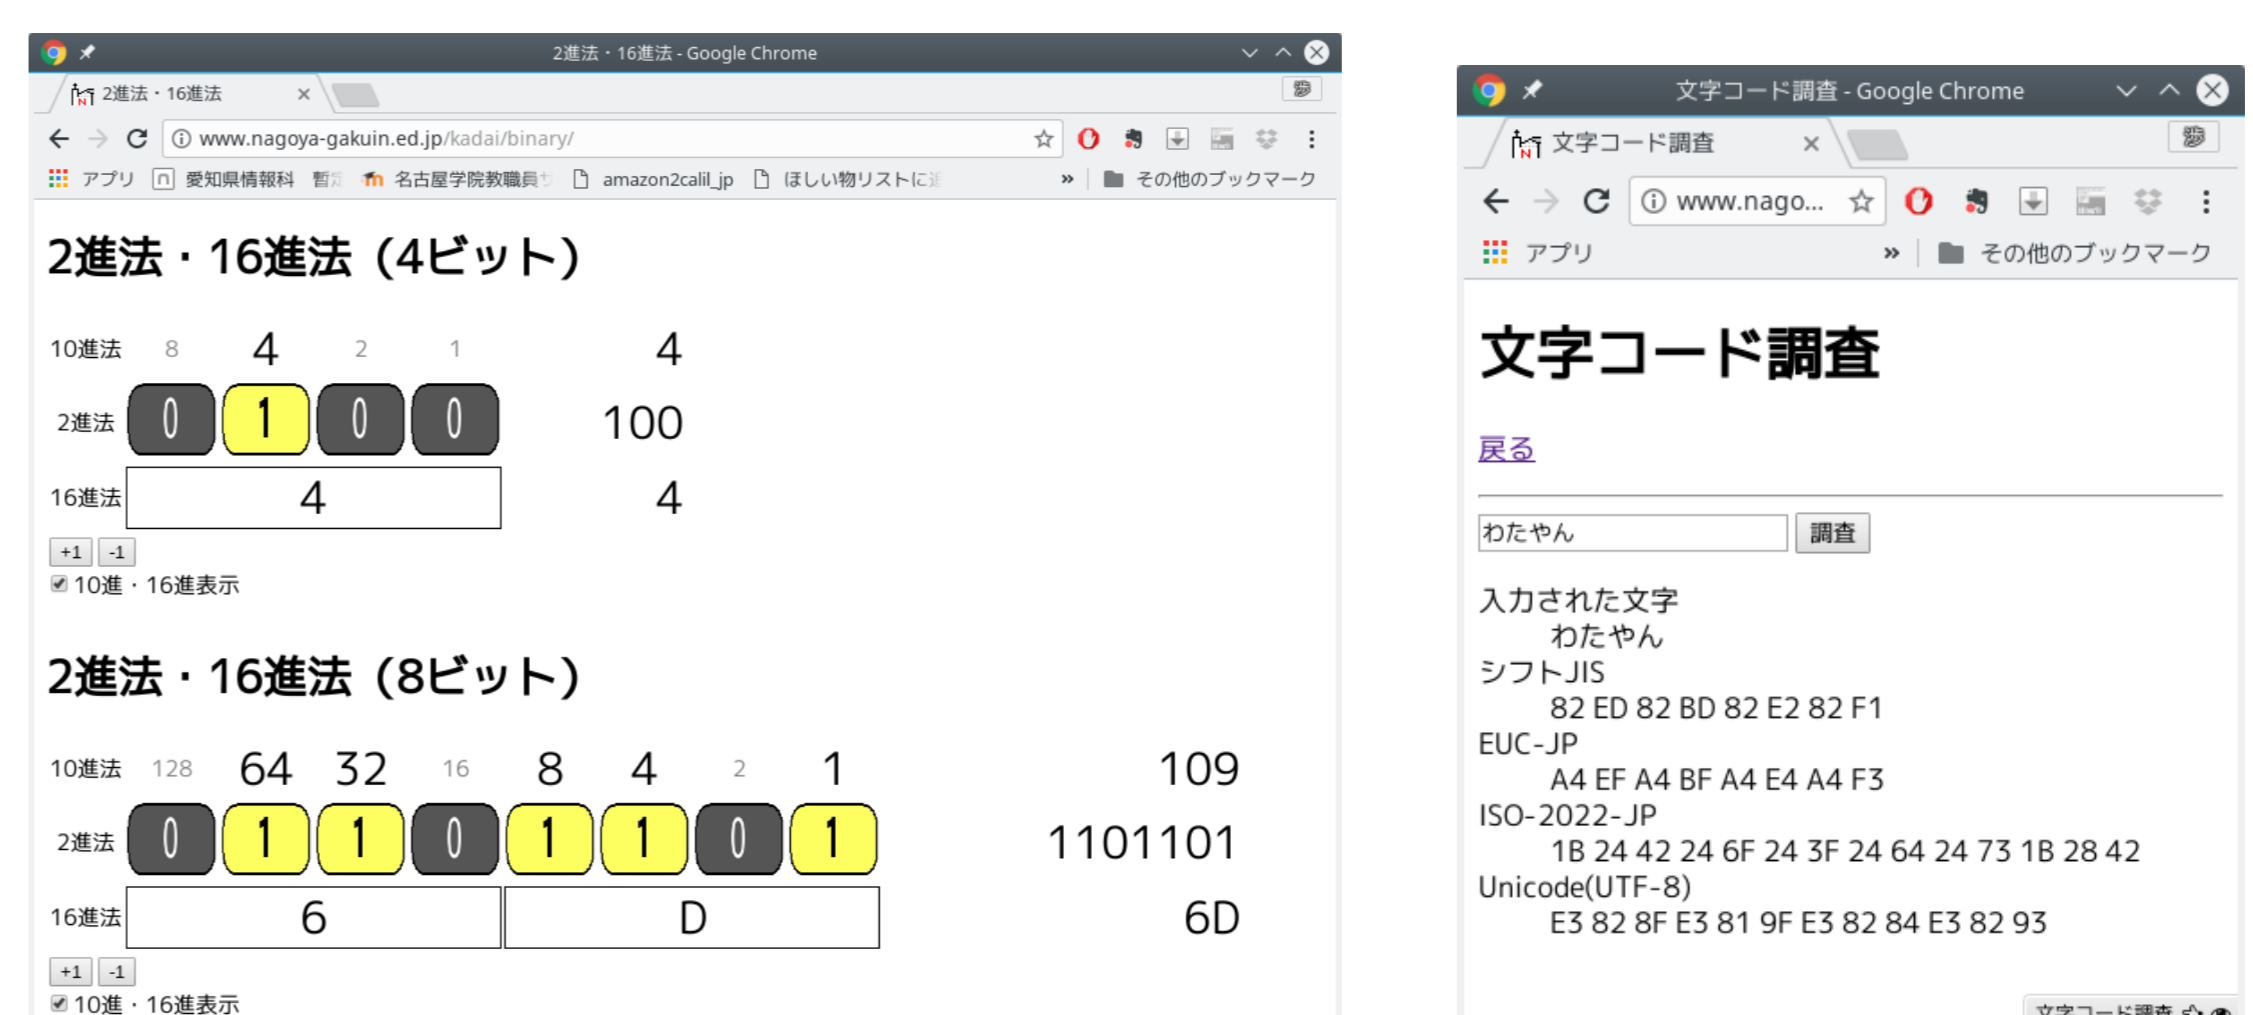 2進法・16進法 - Google Chrome
2進法・16進法
www.nagoya-gakuin.ed.jp/kadai/binary/
アプリ 愛知県情報科 名古屋学院教職員 amazon2calil_jp ほしい物リストに » その他のブックマーク
2進法・16進法（4ビット）
10進法 8 4 2 1 4
2進法 0 1 0 0 100
16進法 4 4
+1 -1
10進・16進表示
2進法・16進法（8ビット）
10進法 128 64 32 16 8 4 2 1 109
2進法 0 1 1 0 1 1 0 1 1101101
16進法 6 D 6D
+1 -1
10進・16進表示
文字コード調査 - Google Chrome
文字コード調査
www.nago...
アプリ » その他のブックマーク
文字コード調査
戻る
わたやん 調査
入力された文字
わたやん
シフトJIS
82 ED 82 BD 82 E2 82 F1
EUC-JP
A4 EF A4 BF A4 E4 A4 F3
ISO-2022-JP
1B 24 42 24 6F 24 3F 24 64 24 73 1B 28 42
Unicode(UTF-8)
E3 82 8F E3 81 9F E3 82 84 E3 82 93
文字コード調査